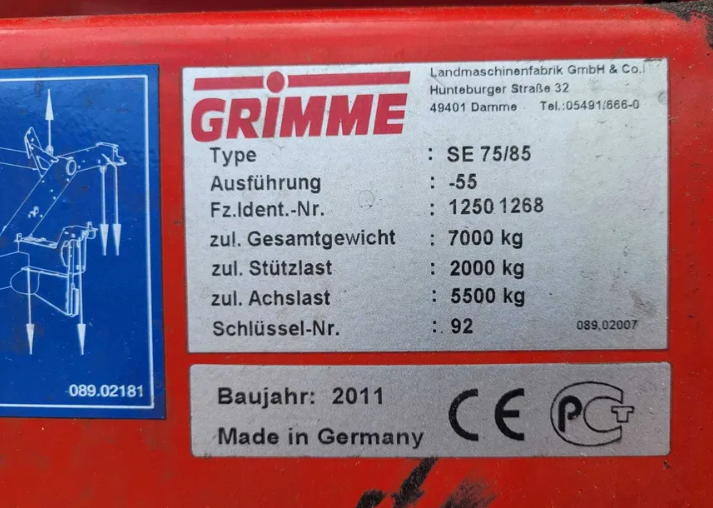 GRIMME
Landmaschinenfabrik GmbH & Co.
Hunteburger Straße 32
49401 Damme Tel.:05491/666-0
Type : SE 75/85
Ausführung : -55
Fz.Ident.-Nr. : 1250 1268
zul. Gesamtgewicht : 7000 kg
zul. Stützlast : 2000 kg
zul. Achslast : 5500 kg
Schlüssel-Nr. : 92
089.02007
089.02181
Baujahr: 2011
Made in Germany
CE
РСТ